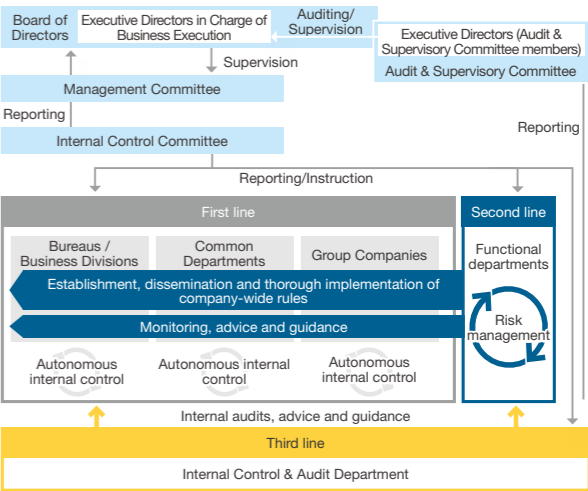 Board of
Directors
Executive Directors in Charge of
Business Execution
Auditing/
Supervision
Executive Directors (Audit &
Supervisory Committee members)
Audit & Supervisory Committee
Supervision
Management Committee
Reporting
Internal Control Committee
Reporting
Reporting/Instruction
First line
Second line
Bureaus /
Business Divisions
Common
Departments
Group Companies
Functional
departments
Establishment, dissemination and thorough implementation of
company-wide rules
Monitoring, advice and guidance
Risk
management
Autonomous
internal control
Autonomous internal
control
Autonomous
internal control
Internal audits, advice and guidance
Third line
Internal Control & Audit Department